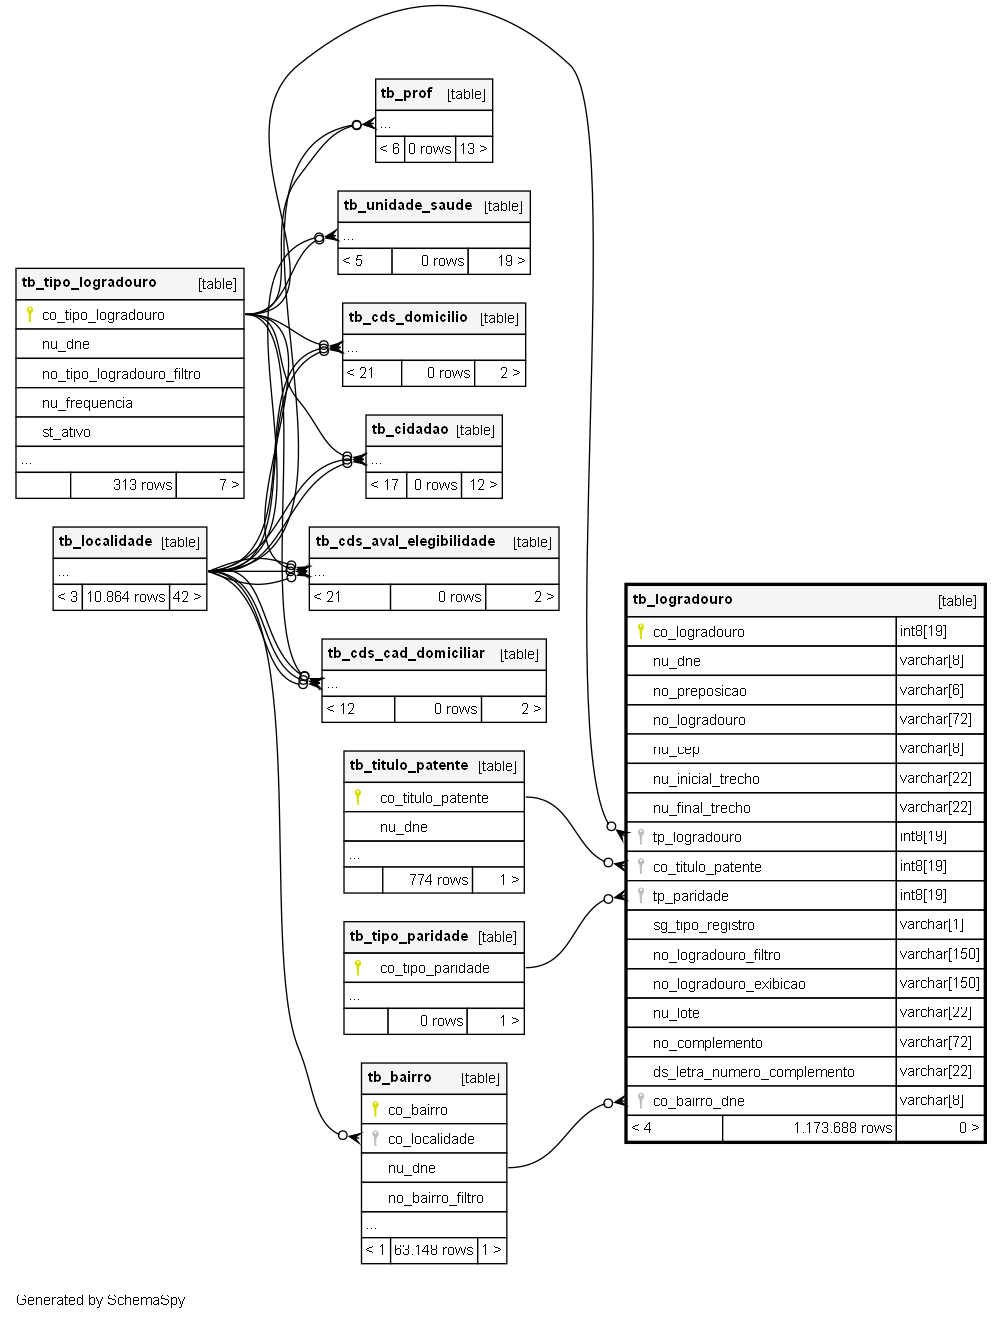 tb_prof [table]
...
< 6 0 rows 13 >
tb_unidade_saude [table]
...
< 5 0 rows 19 >
tb_tipo_logradouro [table]
co_tipo_logradouro
nu_dne
no_tipo_logradouro_filtro
nu_frequencia
st_ativo
...
313 rows 7 >
tb_cds_domicilio [table]
...
< 21 0 rows 2 >
tb_cidadao [table]
...
< 17 0 rows 12 >
tb_localidade [table]
...
< 3 10.864 rows 42 >
tb_cds_aval_elegibilidade [table]
...
< 21 0 rows 2 >
tb_cds_cad_domiciliar [table]
...
< 12 0 rows 2 >
tb_titulo_patente [table]
co_titulo_patente
nu_dne
...
774 rows 1 >
tb_tipo_paridade [table]
co_tipo_paridade
...
0 rows 1 >
tb_bairro [table]
co_bairro
co_localidade
nu_dne
no_bairro_filtro
...
< 1 63.148 rows 1 >
tb_logradouro [table]
co_logradouro int8[19]
nu_dne varchar[8]
no_preposicao varchar[6]
no_logradouro varchar[72]
nu_cep varchar[8]
nu_inicial_trecho varchar[22]
nu_final_trecho varchar[22]
tp_logradouro int8[19]
co_titulo_patente int8[19]
tp_paridade int8[19]
sg_tipo_registro varchar[1]
no_logradouro_filtro varchar[150]
no_logradouro_exibicao varchar[150]
nu_lote varchar[22]
no_complemento varchar[72]
ds_letra_numero_complemento varchar[22]
co_bairro_dne varchar[8]
< 4 1.173.688 rows 0 >
Generated by SchemaSpy